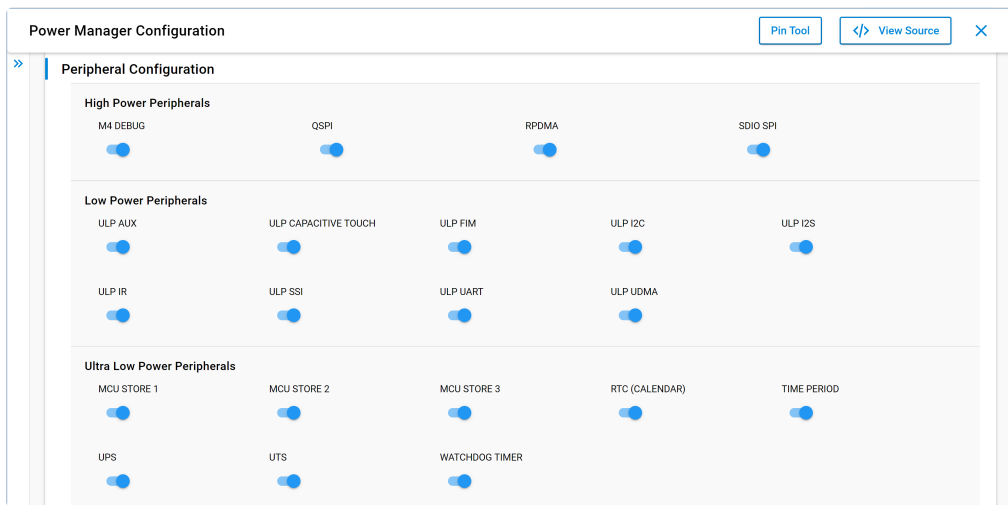 Power Manager Configuration
Pin Tool
</> View Source
Peripheral Configuration
High Power Peripherals
M4 DEBUG QSPI RPDMA SDIO SPI
Low Power Peripherals
ULP AUX ULP CAPACITIVE TOUCH ULP FIM ULP I2C ULP I2S
ULP IR ULP SSI ULP UART ULP UDMA
Ultra Low Power Peripherals
MCU STORE 1 MCU STORE 2 MCU STORE 3 RTC (CALENDAR) TIME PERIOD
UPS UTS WATCHDOG TIMER